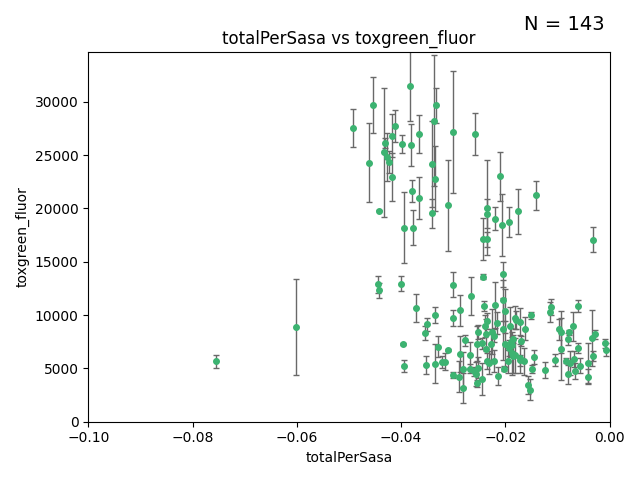 N = 143
totalPerSasa vs toxgreen_fluor
30000
25000
20000
15000
10000
5000
0
toxgreen_fluor
−0.10 −0.08 −0.06 −0.04 −0.02 0.00
totalPerSasa